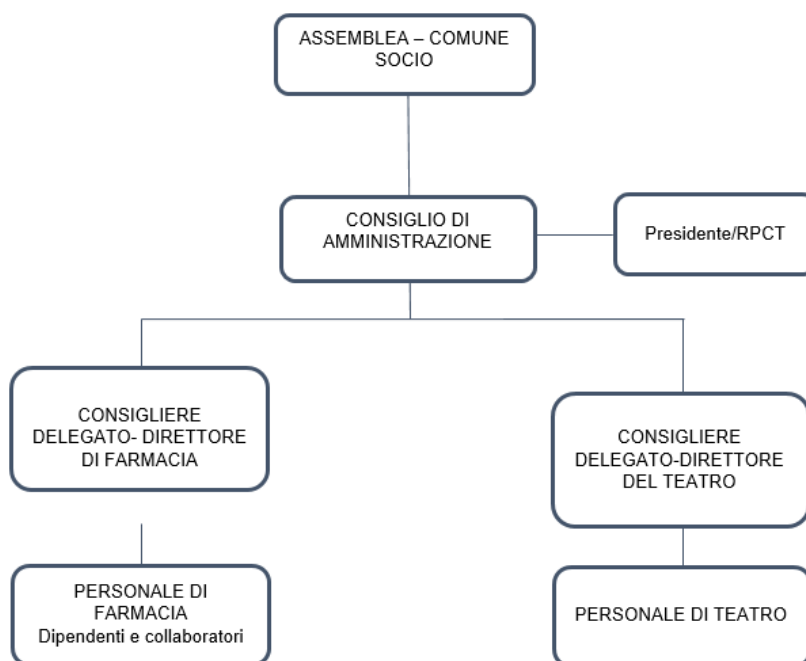 ASSEMBLEA – COMUNE
SOCIO
CONSIGLIO DI
AMMINISTRAZIONE
Presidente/RPCT
CONSIGLIERE
DELEGATO- DIRETTORE
DI FARMACIA
CONSIGLIERE
DELEGATO-DIRETTORE
DEL TEATRO
PERSONALE DI
FARMACIA
Dipendenti e collaboratori
PERSONALE DI TEATRO